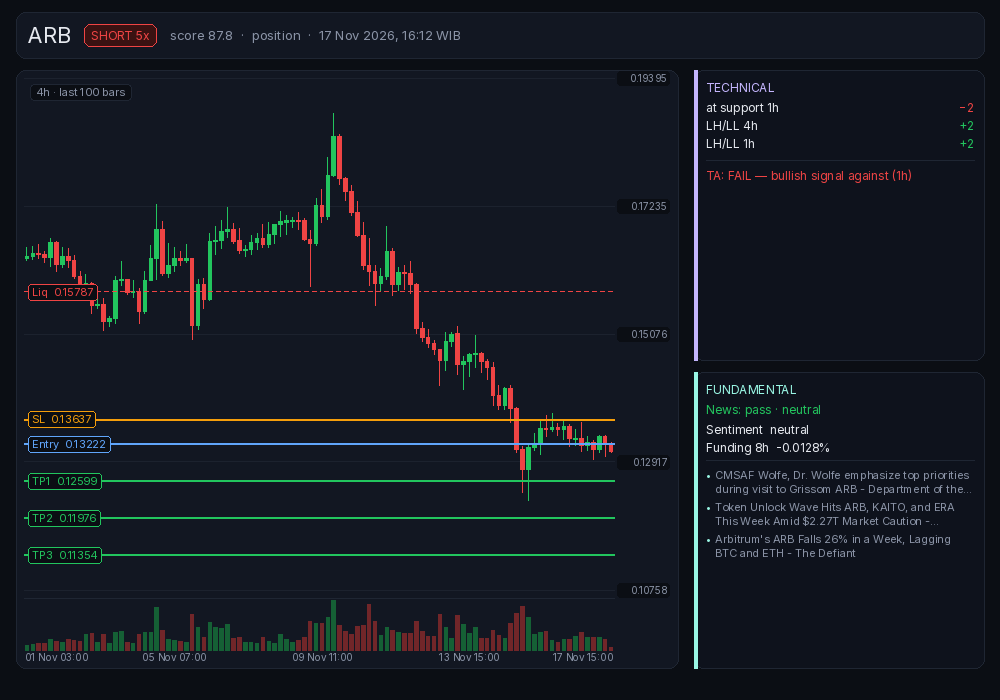 ARB SHORT 5x score 87.8 · position · 17 Nov 2026, 16:12 WIB
4h · last 100 bars
0.19395
0.17235
Liq 0.15787
0.15076
SL 0.13637
Entry 0.13222
0.12917
TP1 0.12599
TP2 0.11976
TP3 0.11354
0.10758
01 Nov 03:00 05 Nov 07:00 09 Nov 11:00 13 Nov 15:00 17 Nov 15:00
TECHNICAL
at support 1h −2
LH/LL 4h +2
LH/LL 1h +2
TA: FAIL — bullish signal against (1h)
FUNDAMENTAL
News: pass · neutral
Sentiment neutral
Funding 8h -0.0128%
• CMSAF Wolfe, Dr. Wolfe emphasize top priorities
during visit to Grissom ARB - Department of the…
• Token Unlock Wave Hits ARB, KAITO, and ERA
This Week Amid $2.27T Market Caution -…
• Arbitrum's ARB Falls 26% in a Week, Lagging
BTC and ETH - The Defiant